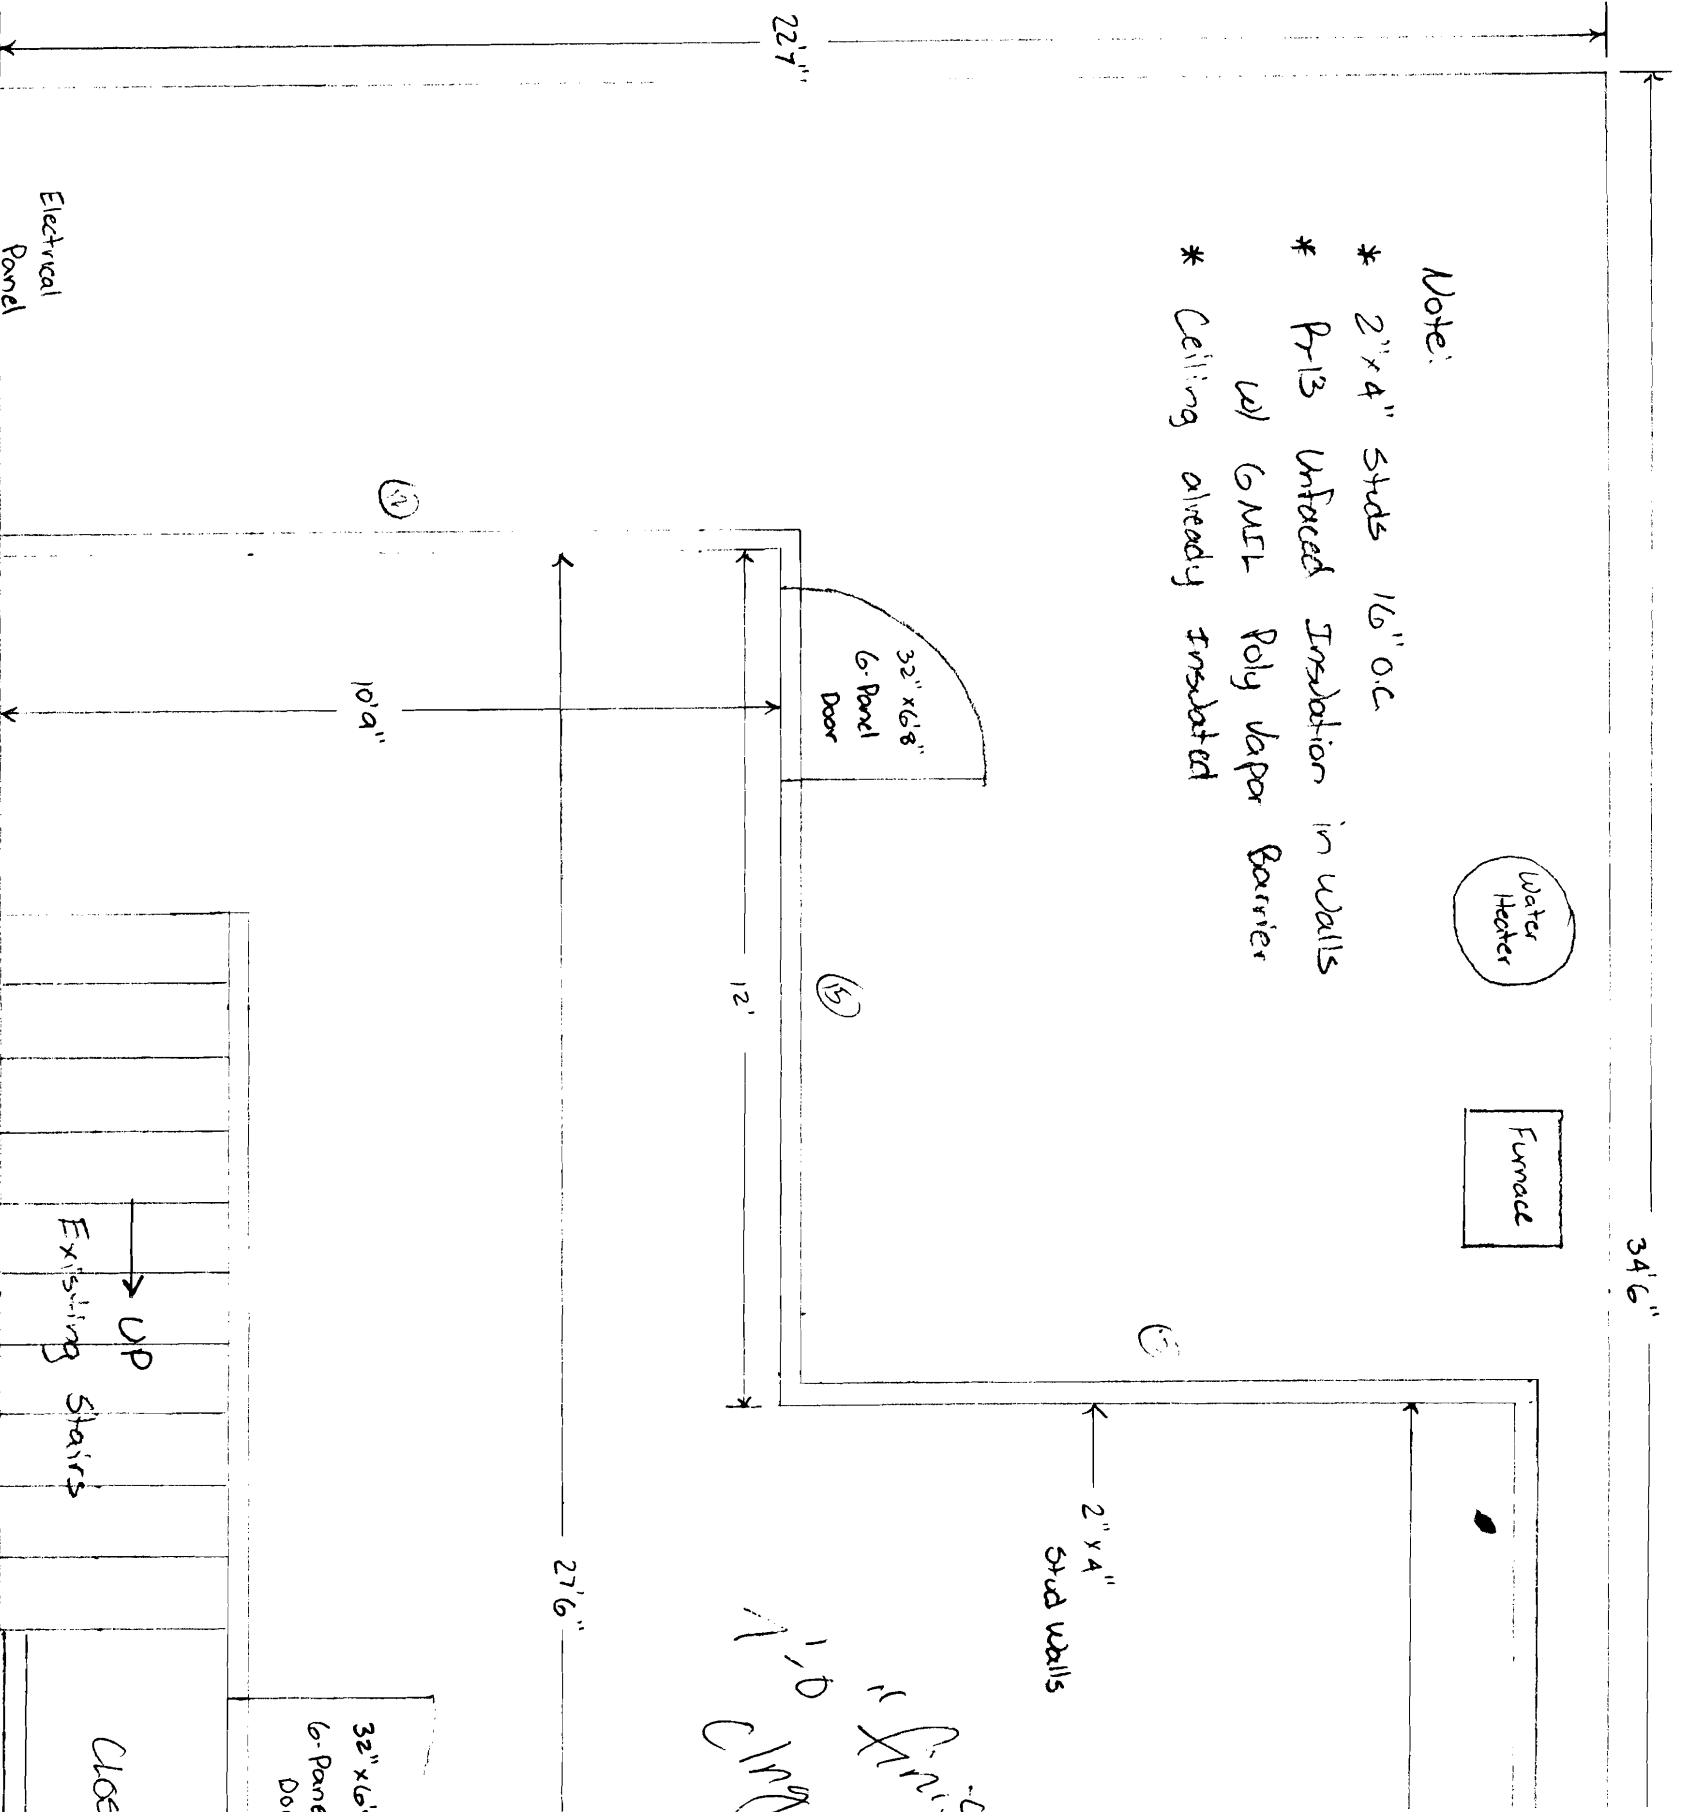 34'6"
22'7"
Note:
* 2"x4" studs 16" o.c.
* R-13 Unfaced Insulation in Walls
W/ 6 MIL Poly Vapor Barrier
* Ceiling already Insulated
Water
Heater
Furnace
32"x6'8"
6-Panel
Door
12'
10'9"
2"x4"
Stud Walls
27'6"
Electrical
Panel
UP
Existing Stairs
32"x6'
6-Pane
Do
Clos